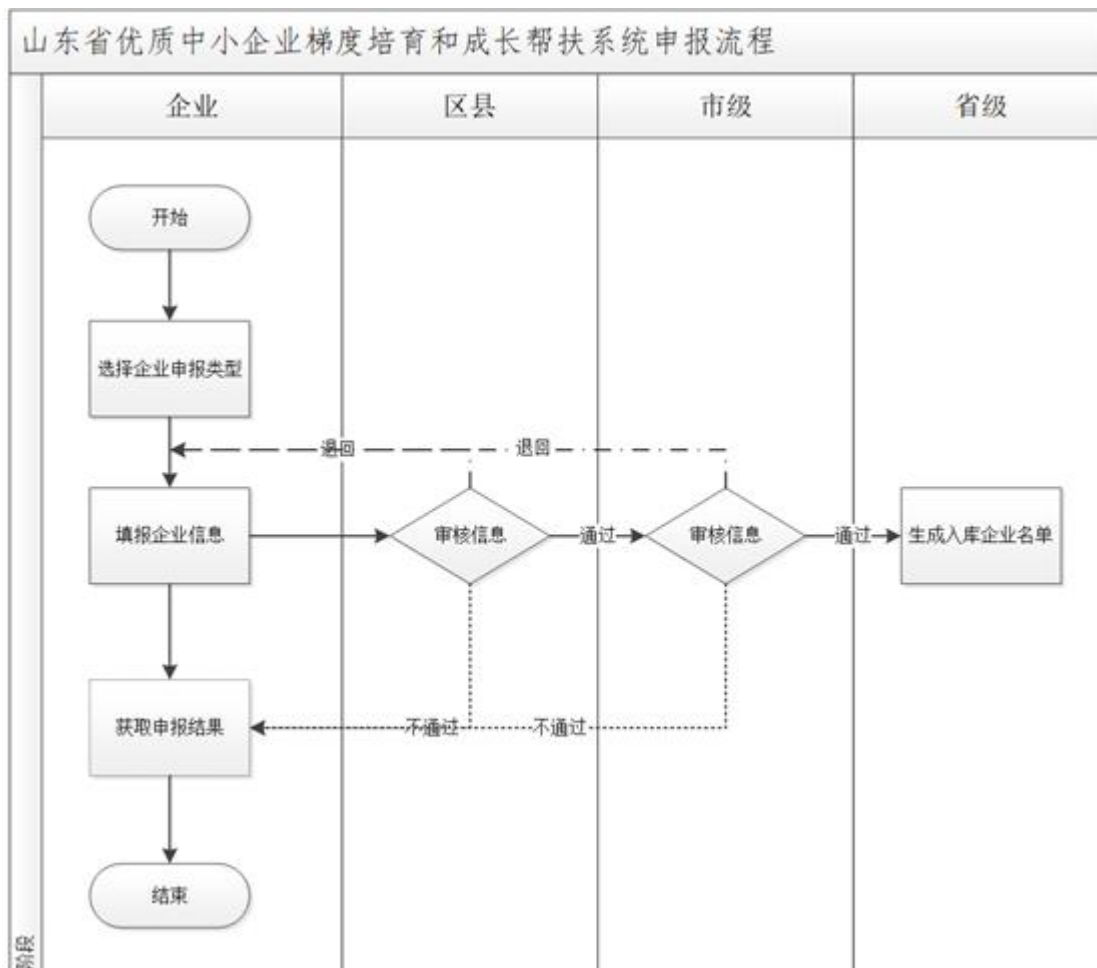 山东省优质中小企业梯度培育和成长帮扶系统申报流程
企业
区县
市级
省级
开始
选择企业申报类型
退回
退回
填报企业信息
审核信息
通过
审核信息
通过
生成入库企业名单
获取申报结果
不通过
不通过
结束
阶段